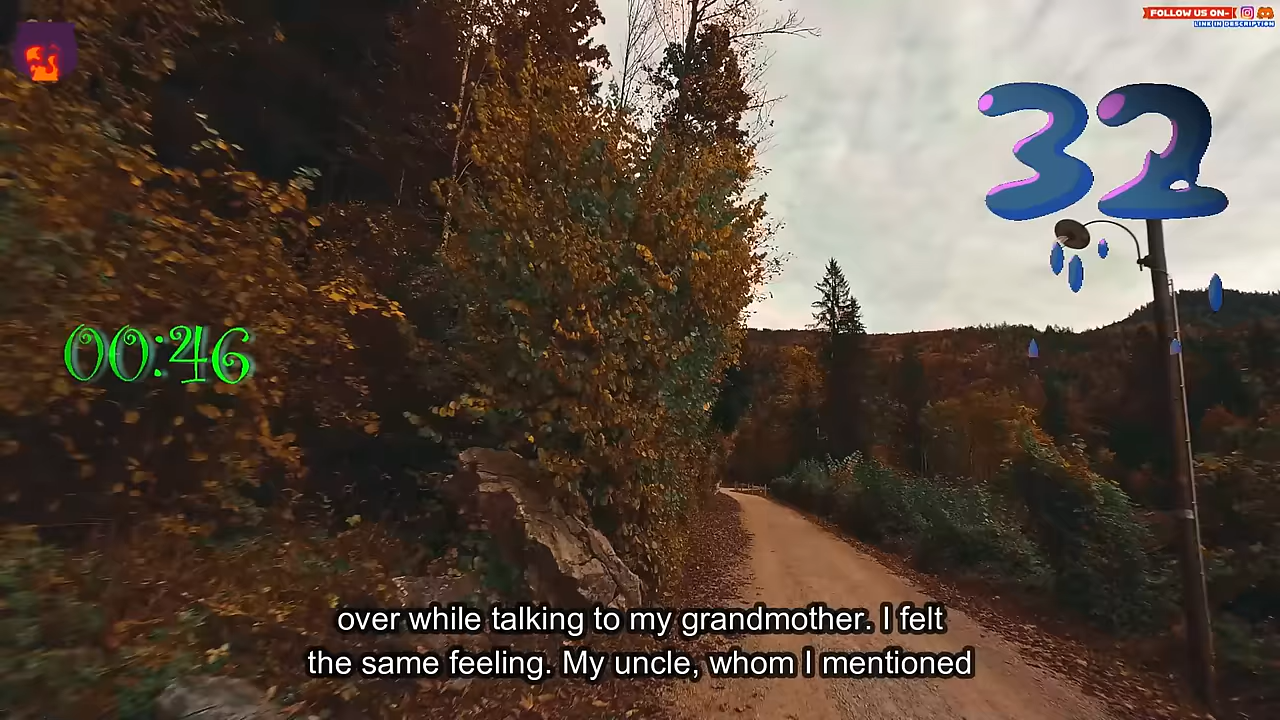 FOLLOW US ON-
LINK IN DESCRIPTION
32
00:46
over while talking to my grandmother. I felt
the same feeling. My uncle, whom I mentioned